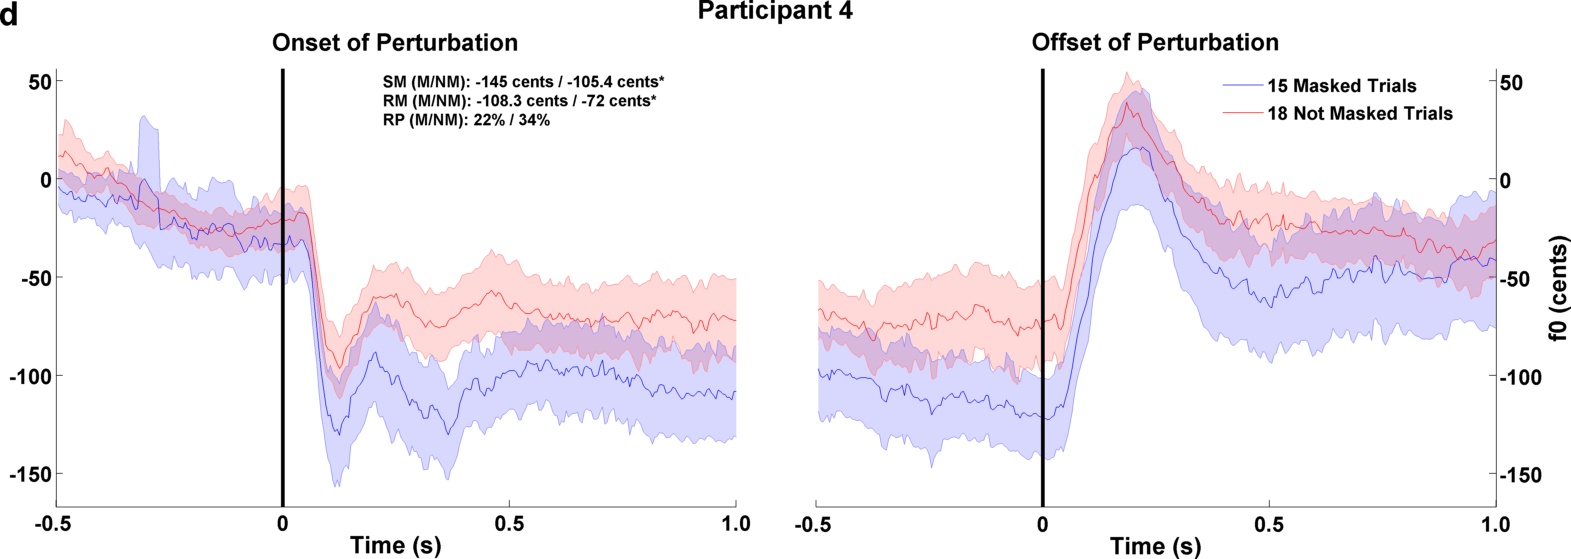 d
Participant 4
Onset of Perturbation
Offset of Perturbation
SM (M/NM): -145 cents / -105.4 cents*
RM (M/NM): -108.3 cents / -72 cents*
RP (M/NM): 22% / 34%
15 Masked Trials
18 Not Masked Trials
50
0
-50
-100
-150
50
0
-50
-100
-150
f0 (cents)
-0.5 0 0.5 1.0
-0.5 0 0.5 1.0
Time (s)
Time (s)